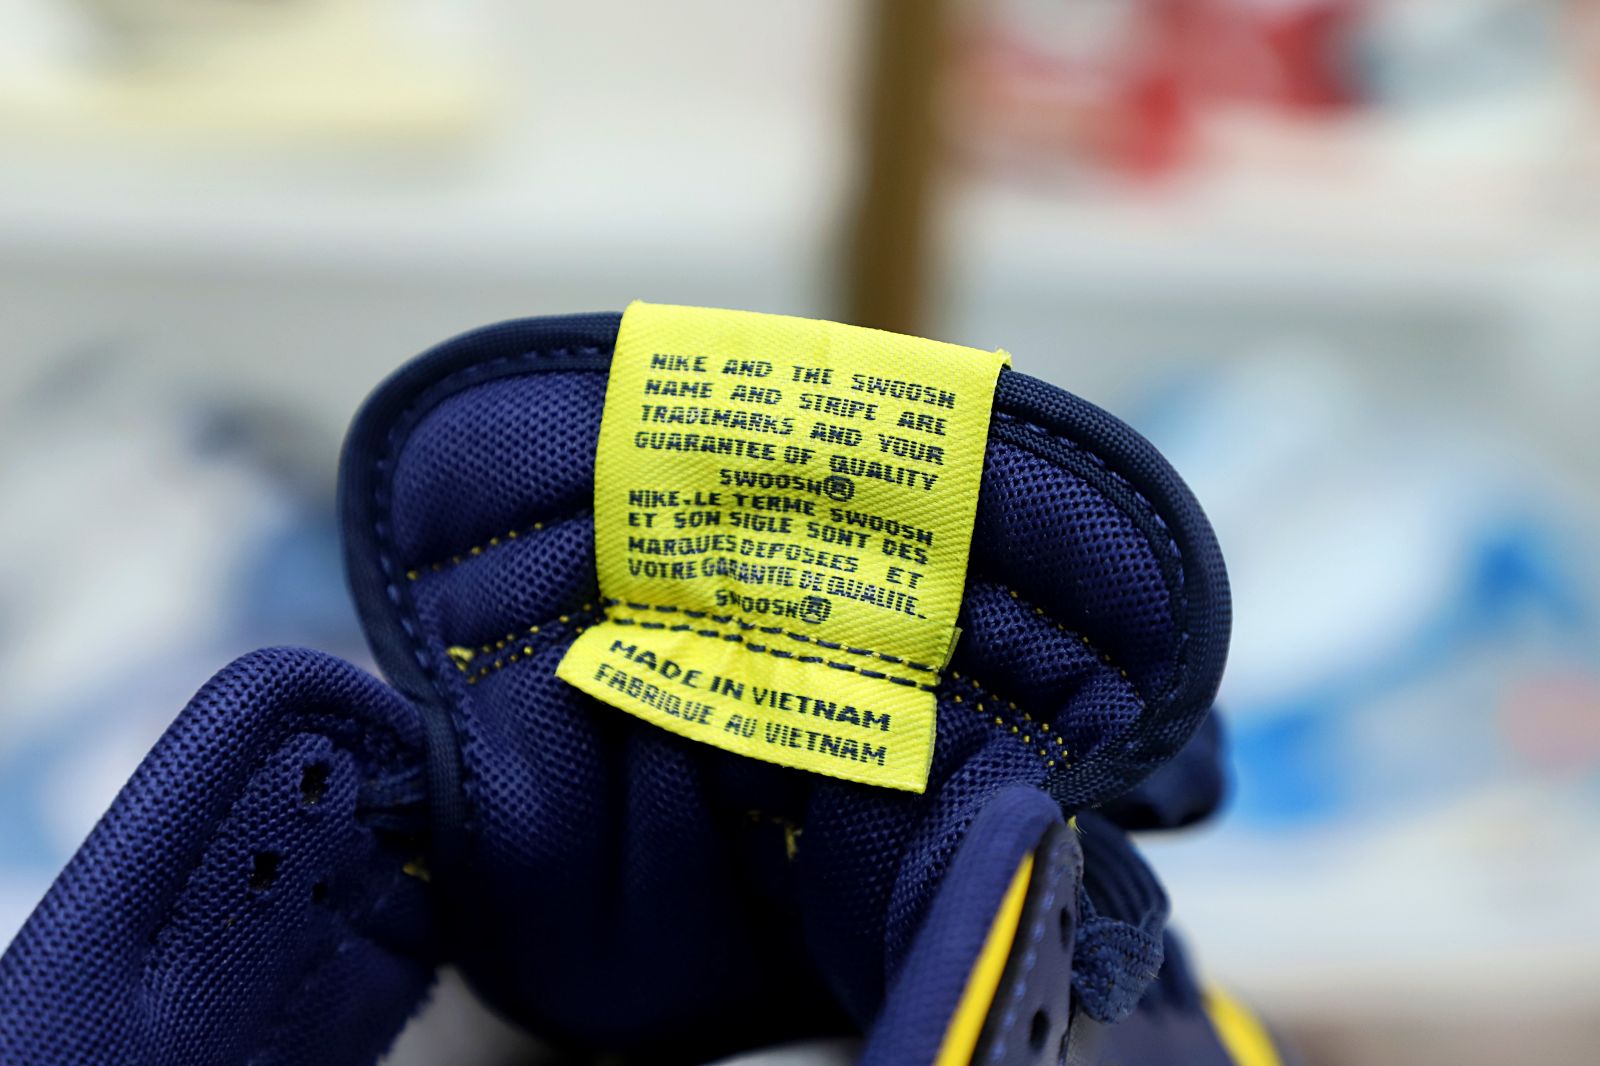 NIKE AND THE SWOOSH
NAME AND STRIPE ARE
TRADEMARKS AND YOUR
GUARANTEE OF QUALITY
SWOOSH®
NIKE.LE TERME SWOOSH
ET SON SIGLE SONT DES
MARQUES DEPOSEES ET
VOTRE GARANTIE DE QUALITE.
SWOOSH®
MADE IN VIETNAM
FABRIQUE AU VIETNAM